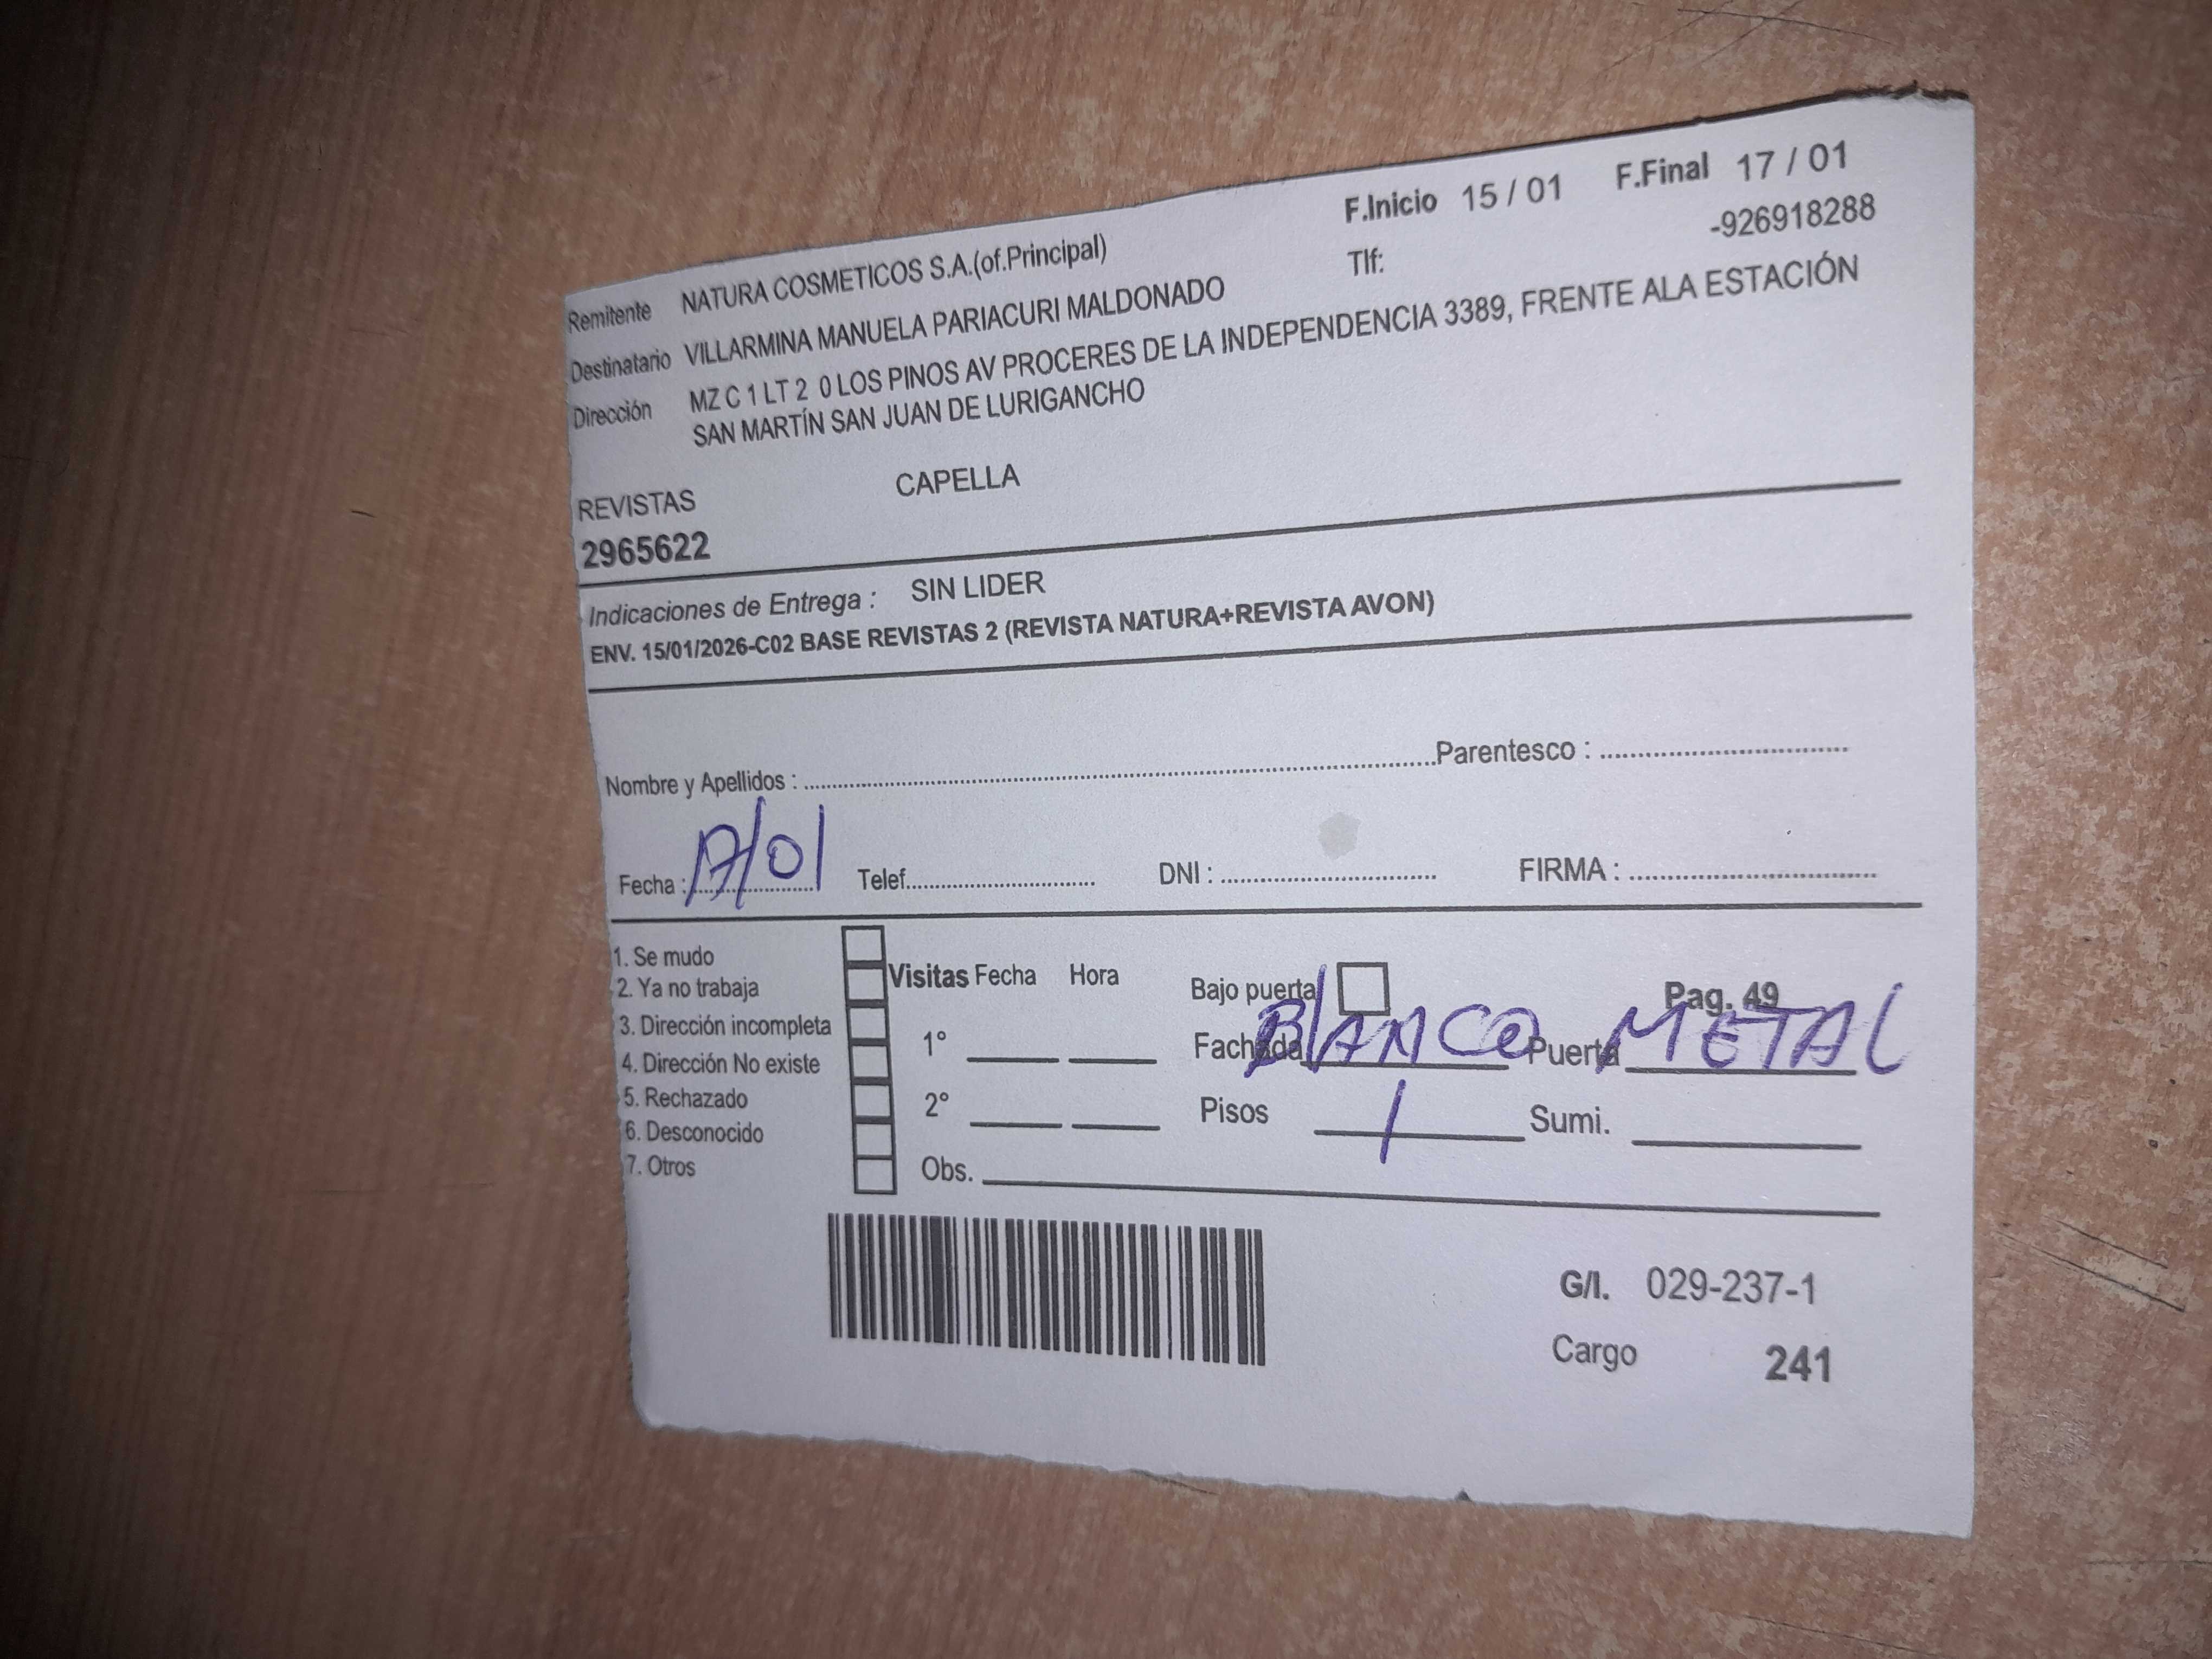 F.Inicio 15 / 01 F.Final 17 / 01
Remitente NATURA COSMETICOS S.A.(of.Principal) Tlf: -926918288
Destinatario VILLARMINA MANUELA PARIACURI MALDONADO
Dirección MZ C 1 LT 2 0 LOS PINOS AV PROCERES DE LA INDEPENDENCIA 3389, FRENTE ALA ESTACIÓN
SAN MARTÍN SAN JUAN DE LURIGANCHO
REVISTAS CAPELLA
2965622
Indicaciones de Entrega : SIN LIDER
ENV. 15/01/2026-C02 BASE REVISTAS 2 (REVISTA NATURA+REVISTA AVON)
Nombre y Apellidos : Parentesco :
Fecha : 17/01 Telef. DNI : FIRMA :
1. Se mudo
2. Ya no trabaja
3. Dirección incompleta
4. Dirección No existe
5. Rechazado
6. Desconocido
7. Otros
Visitas Fecha Hora
1°
2°
Obs.
Bajo puerta Pag. 49
Fachada BlANCO Puerta METAL
Pisos 1 Sumi.
G/I. 029-237-1
Cargo 241